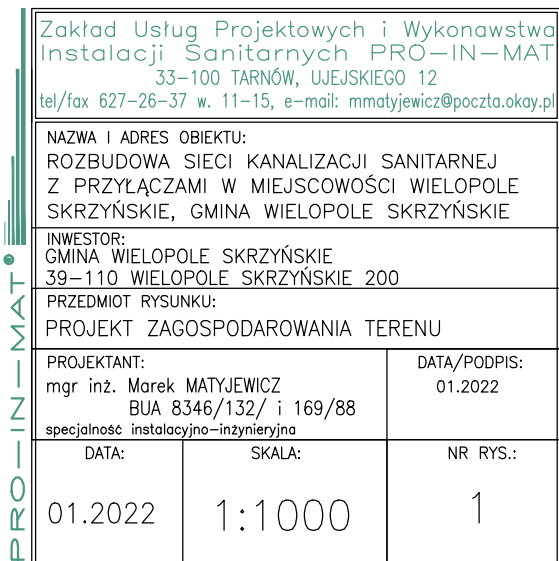 Zakład Usług Projektowych i Wykonawstwa
Instalacji Sanitarnych PRO-IN-MAT
33-100 TARNÓW, UJEJSKIEGO 12
tel/fax 627-26-37 w. 11-15, e-mail: mmatyjewicz@poczta.okay.pl
NAZWA I ADRES OBIEKTU:
ROZBUDOWA SIECI KANALIZACJI SANITARNEJ
Z PRZYŁĄCZAMI W MIEJSCOWOŚCI WIELOPOLE
SKRZYŃSKIE, GMINA WIELOPOLE SKRZYŃSKIE
INWESTOR:
GMINA WIELOPOLE SKRZYŃSKIE
39-110 WIELOPOLE SKRZYŃSKIE 200
PRZEDMIOT RYSUNKU:
PROJEKT ZAGOSPODAROWANIA TERENU
PROJEKTANT:
mgr inż. Marek MATYJEWICZ
BUA 8346/132/ i 169/88
specjalność instalacyjno-inżynieryjna
DATA/PODPIS:
01.2022
DATA:
01.2022
SKALA:
1:1000
NR RYS.:
1
PRO-IN-MAT